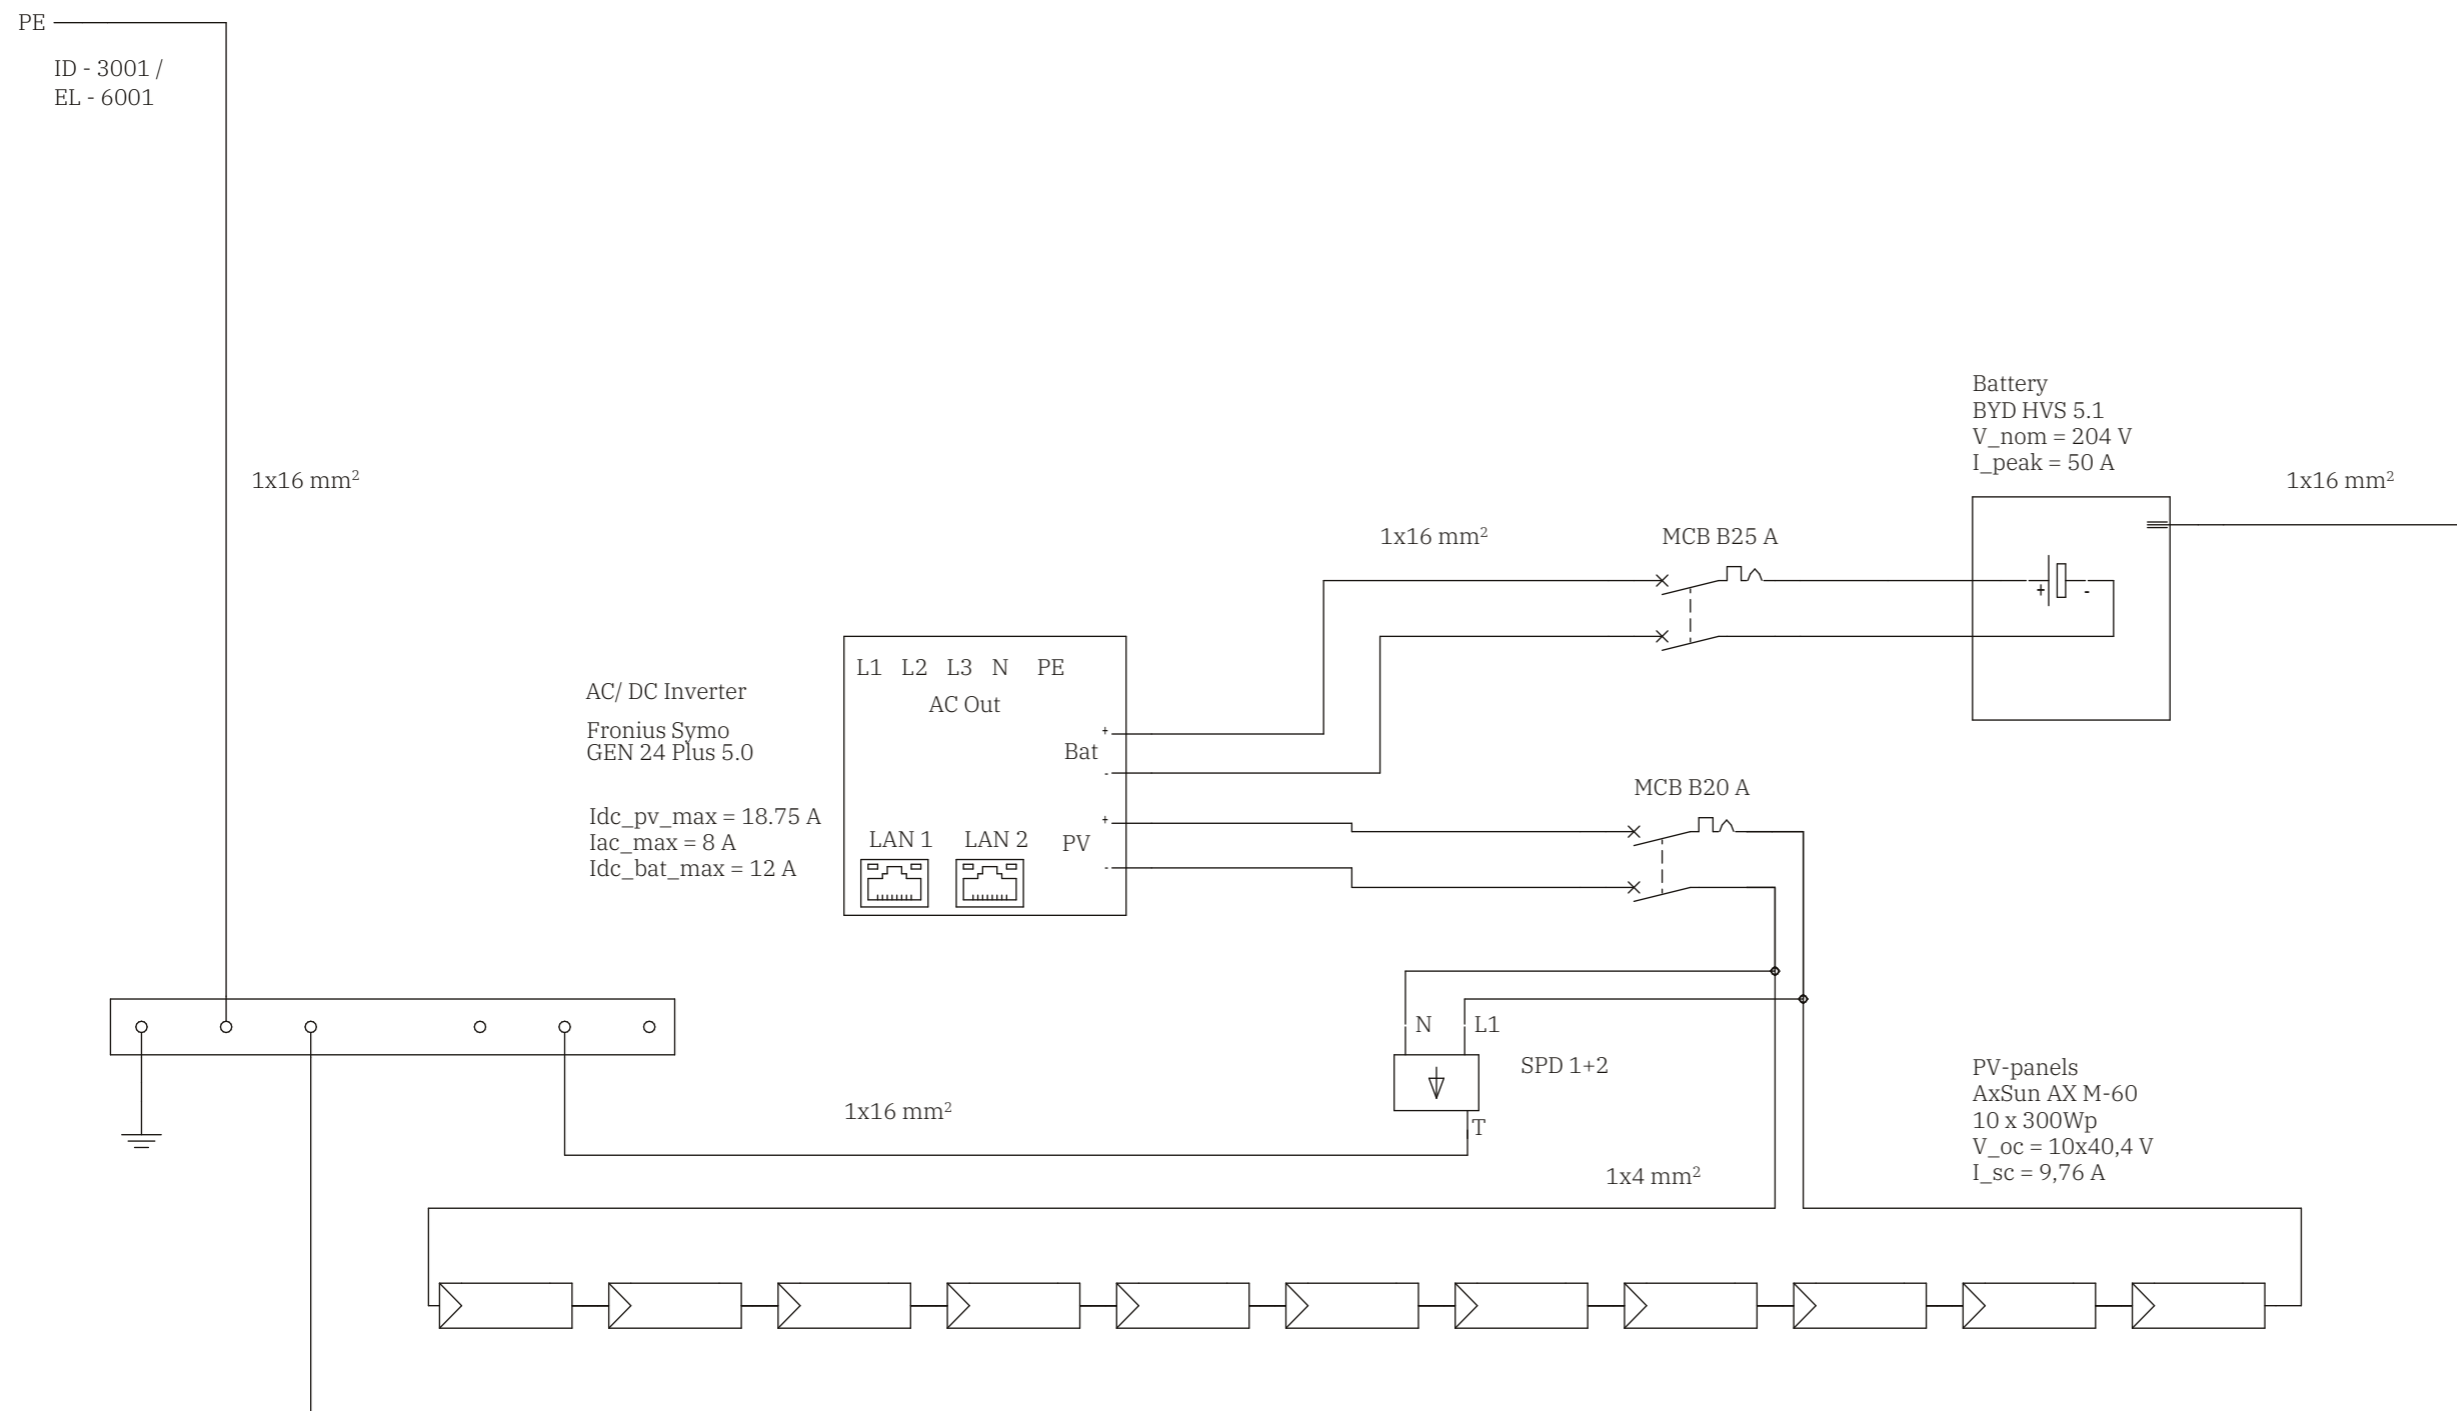 PE
ID - 3001 /
EL - 6001
1x16 mm²
Battery
BYD HVS 5.1
V_nom = 204 V
I_peak = 50 A
1x16 mm²
1x16 mm²
MCB B25 A
+ -
AC/ DC Inverter
Fronius Symo
GEN 24 Plus 5.0
Idc_pv_max = 18.75 A
Iac_max = 8 A
Idc_bat_max = 12 A
L1 L2 L3 N PE
AC Out
+
Bat
-
+
PV
-
LAN 1 LAN 2
MCB B20 A
N L1
SPD 1+2
T
1x16 mm²
1x4 mm²
PV-panels
AxSun AX M-60
10 x 300Wp
V_oc = 10x40,4 V
I_sc = 9,76 A